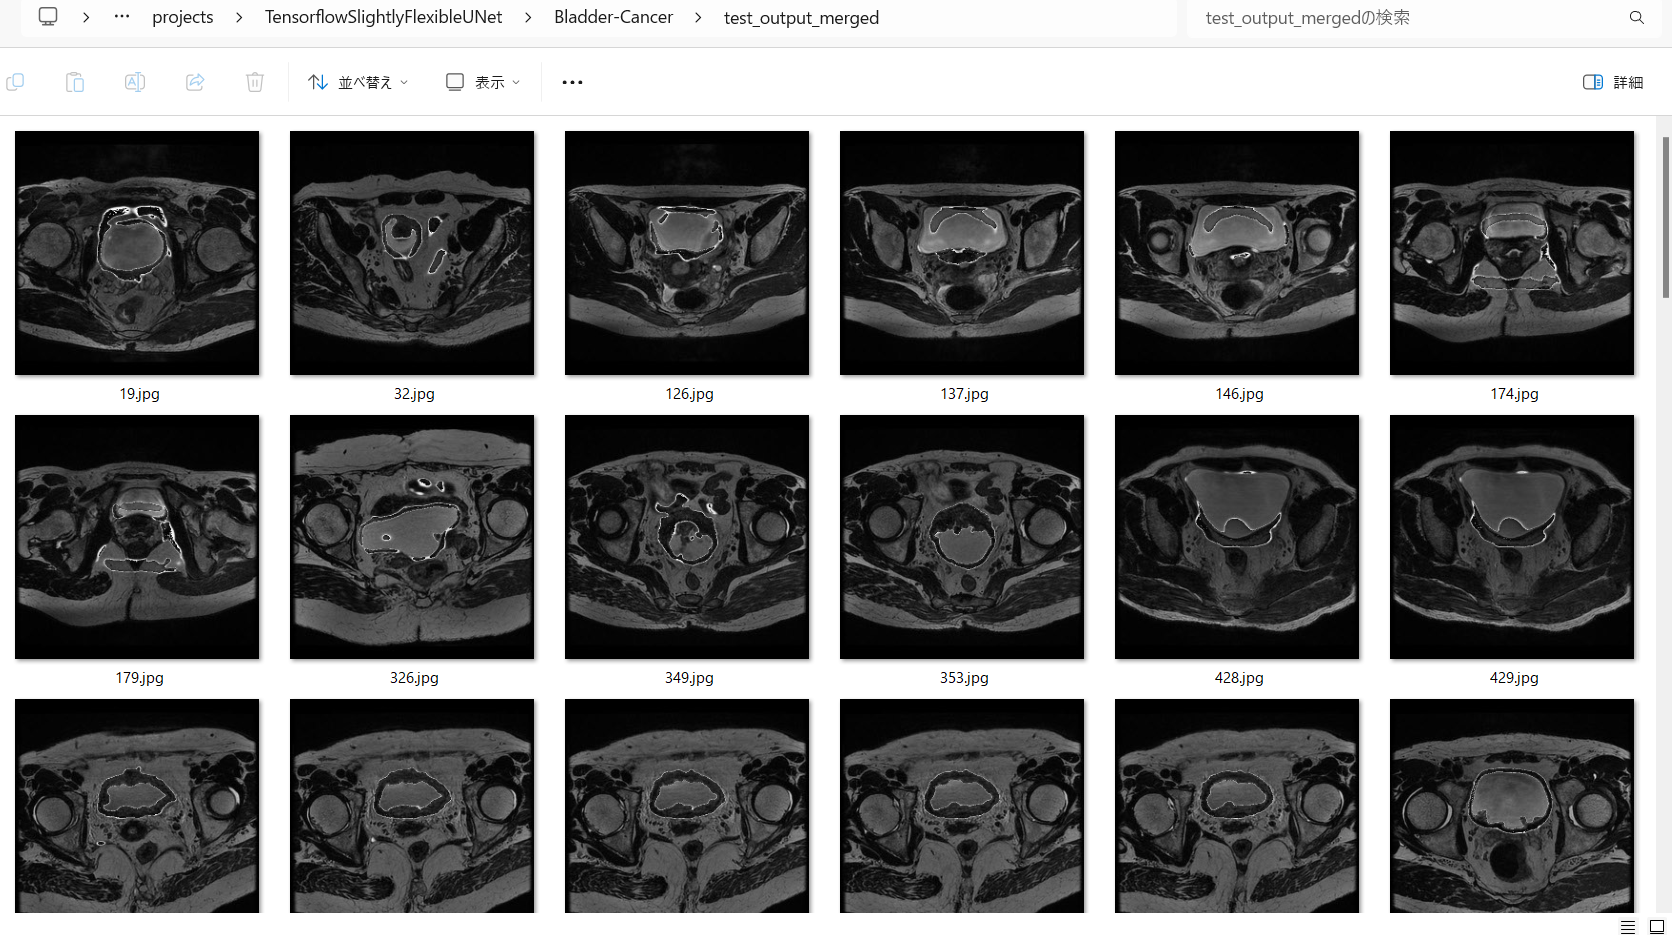 projects > TensorflowSlightlyFlexibleUNet > Bladder-Cancer > test_output_merged
test_output_mergedの検索
並べ替え 表示 詳細
19.jpg 32.jpg 126.jpg 137.jpg 146.jpg 174.jpg
179.jpg 326.jpg 349.jpg 353.jpg 428.jpg 429.jpg